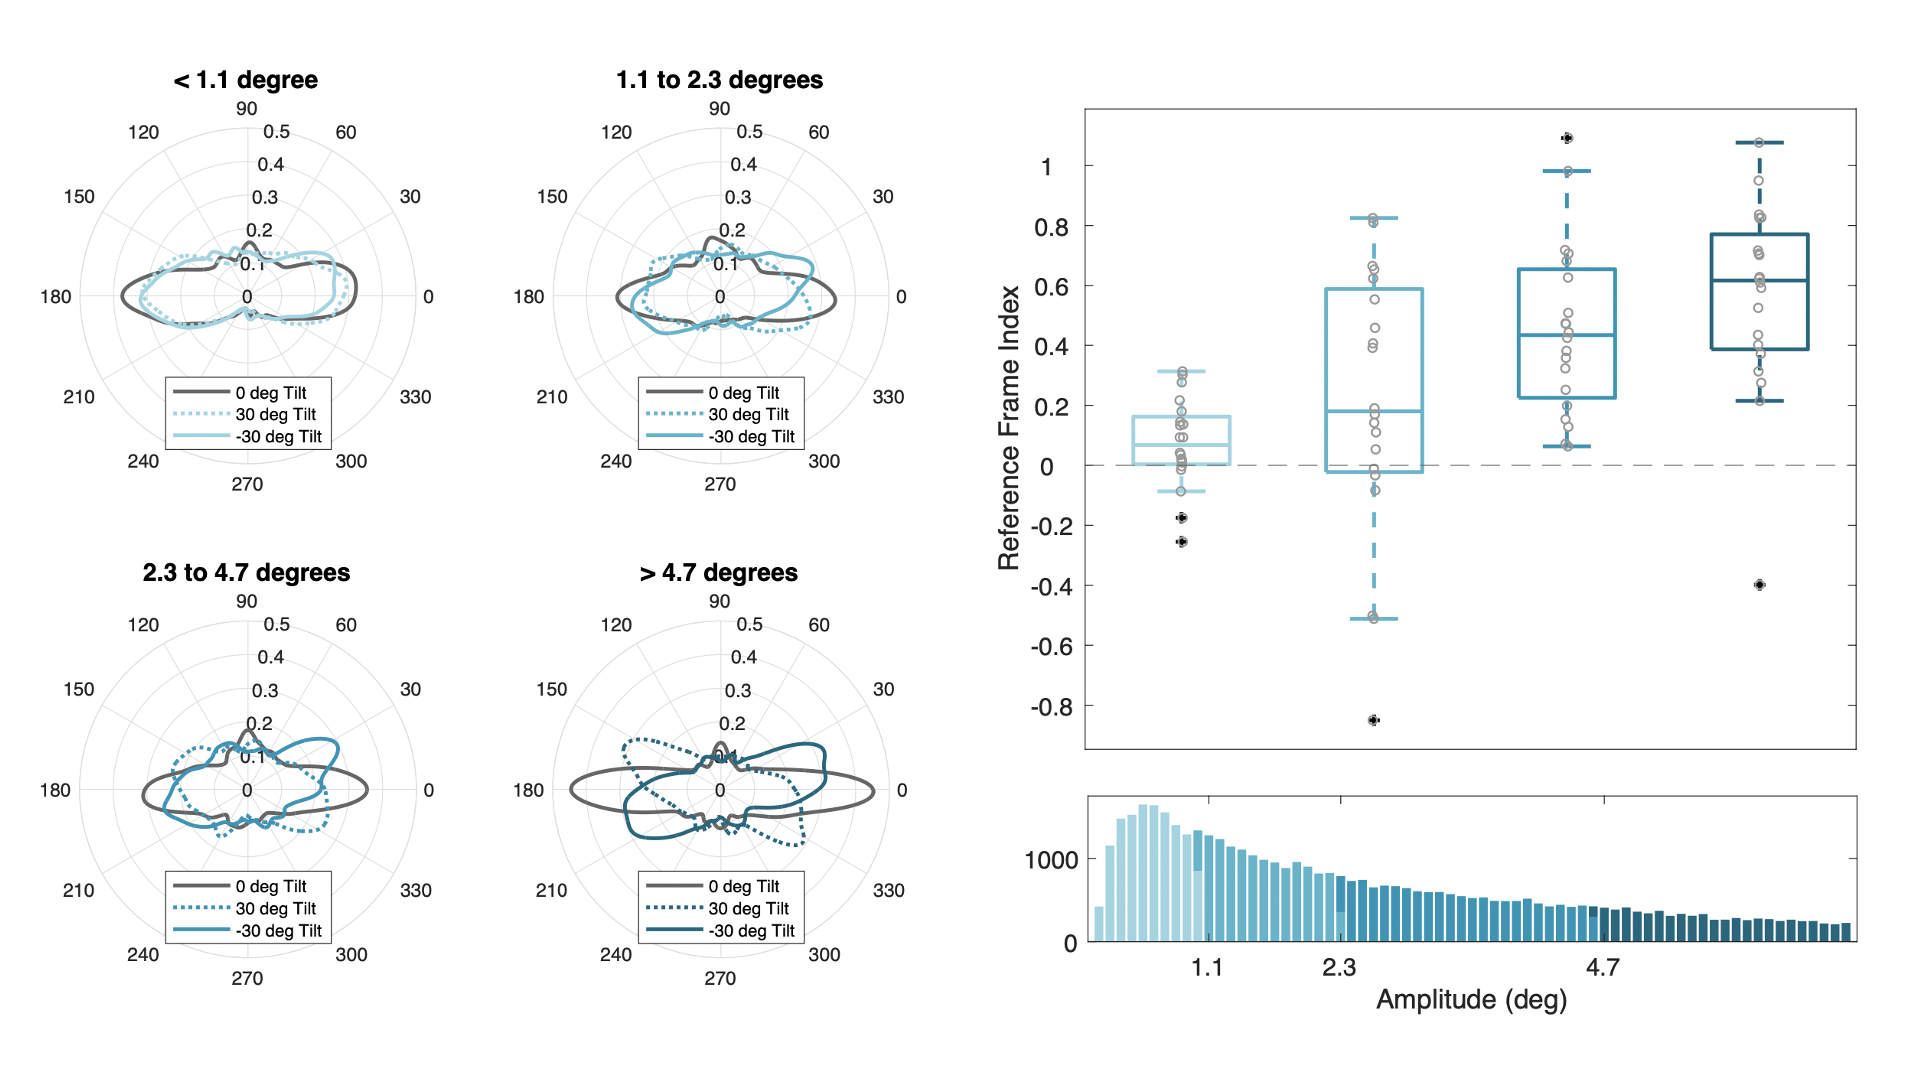 < 1.1 degree
90
120 0.5 60
0.4
150 0.3 30
0.2
0.1
180 0 0
210 330
0 deg Tilt
30 deg Tilt
-30 deg Tilt
240 300
270
1.1 to 2.3 degrees
90
120 0.5 60
0.4
150 0.3 30
0.2
0.1
180 0 0
210 330
0 deg Tilt
30 deg Tilt
-30 deg Tilt
240 300
270
2.3 to 4.7 degrees
90
120 0.5 60
0.4
150 0.3 30
0.2
0.1
180 0 0
210 330
0 deg Tilt
30 deg Tilt
-30 deg Tilt
240 300
270
> 4.7 degrees
90
120 0.5 60
0.4
150 0.3 30
0.2
0.1
180 0 0
210 330
0 deg Tilt
30 deg Tilt
-30 deg Tilt
240 300
270
Reference Frame Index
1
0.8
0.6
0.4
0.2
0
-0.2
-0.4
-0.6
-0.8
1000
0
1.1 2.3 4.7
Amplitude (deg)